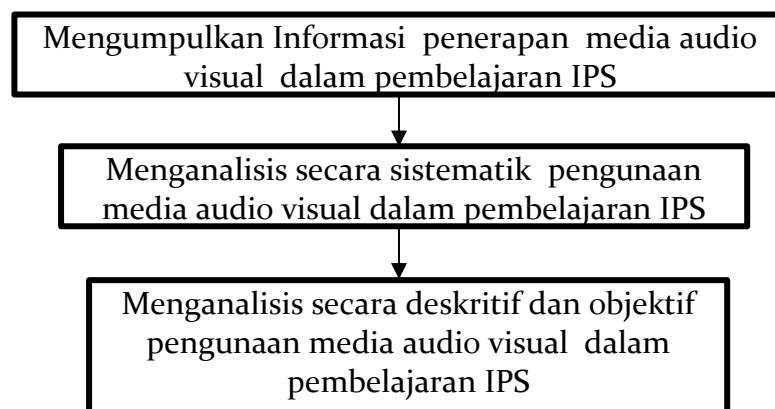 Mengumpulkan Informasi penerapan media audio
visual dalam pembelajaran IPS
Menganalisis secara sistematik pengunaan
media audio visual dalam pembelajaran IPS
Menganalisis secara deskritif dan objektif
pengunaan media audio visual dalam
pembelajaran IPS